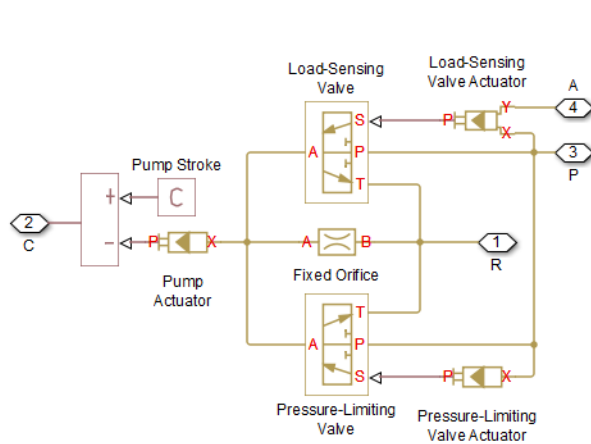 Load-Sensing
Valve
Load-Sensing
Valve Actuator
A
4
S
P
Y
X
A
P
T
3
P
Pump Stroke
C
+
2
C
−
P
X
Pump
Actuator
A
B
Fixed Orifice
1
R
T
A
P
S
P
X
Pressure-Limiting
Valve
Pressure-Limiting
Valve Actuator